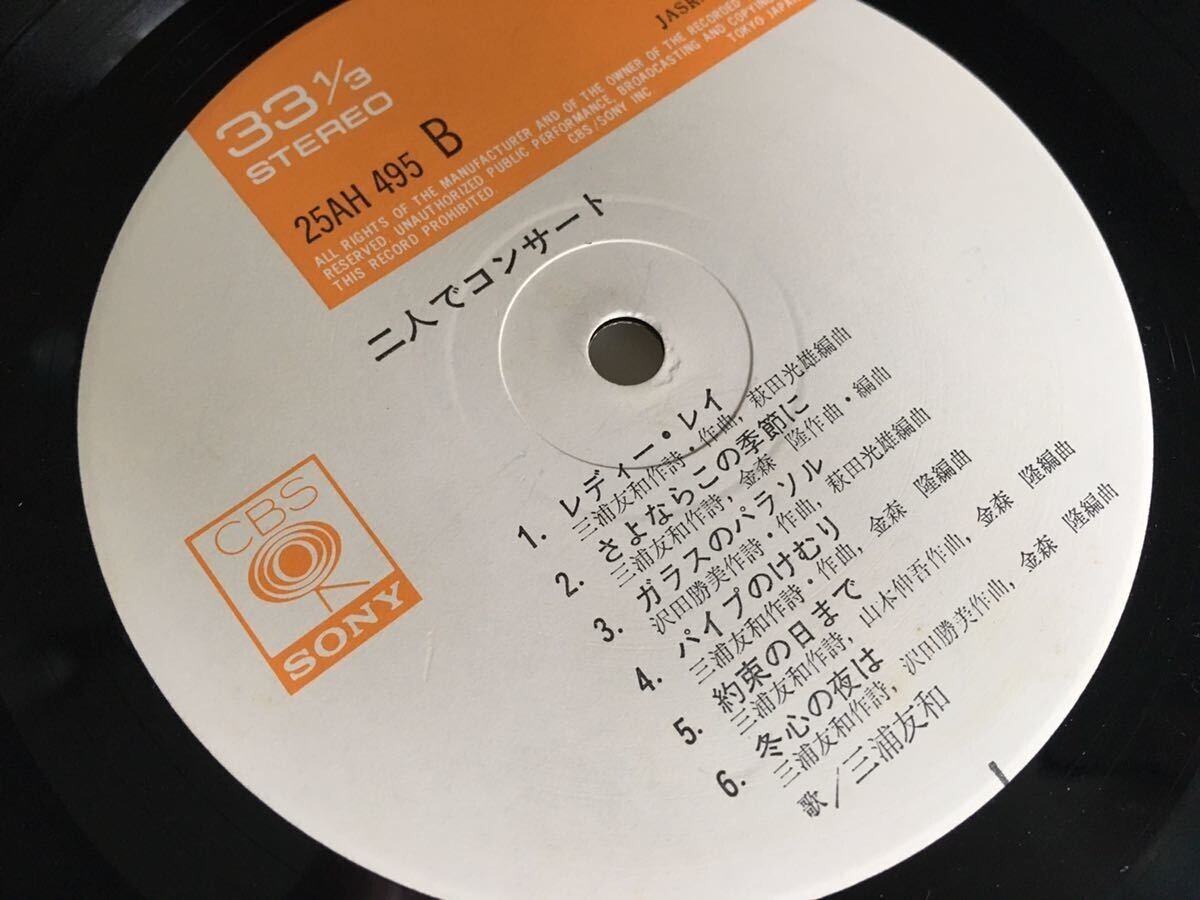 JASR
33 1/3
STEREO
25AH 495 B
ALL RIGHTS OF THE MANUFACTURER AND OF THE OWNER OF THE RECORDED
RESERVED. UNAUTHORIZED PUBLIC PERFORMANCE, BROADCASTING AND COPYING
THIS RECORD PROHIBITED.
CBS/SONY INC
TOKYO JAPAN
二人でコンサート
1. レディー・レイ
三浦友和作詩・作曲, 萩田光雄編曲
2. さよならこの季節に
三浦友和作詩, 金森 隆作曲・編曲
3. ガラスのパラソル
沢田勝美作詩・作曲, 萩田光雄編曲
4. パイプのけむり
三浦友和作詩・作曲, 金森 隆編曲
5. 約束の日まで
三浦友和作詩, 山本伸吾作曲, 金森 隆編曲
6. 冬心の夜は
三浦友和作詩, 沢田勝美作曲, 金森 隆編曲
歌/三浦友和
CBS
SONY